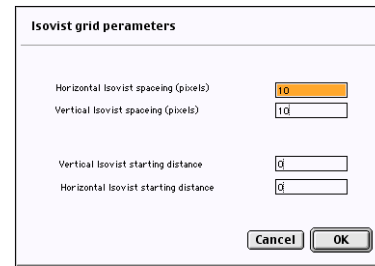 Isovist grid perameters
Horizontal Isovist spaceing (pixels) 10
Vertical Isovist spaceing (pixels) 10
Vertical Isovist starting distance 0
Horizontal Isovist starting distance 0
Cancel OK